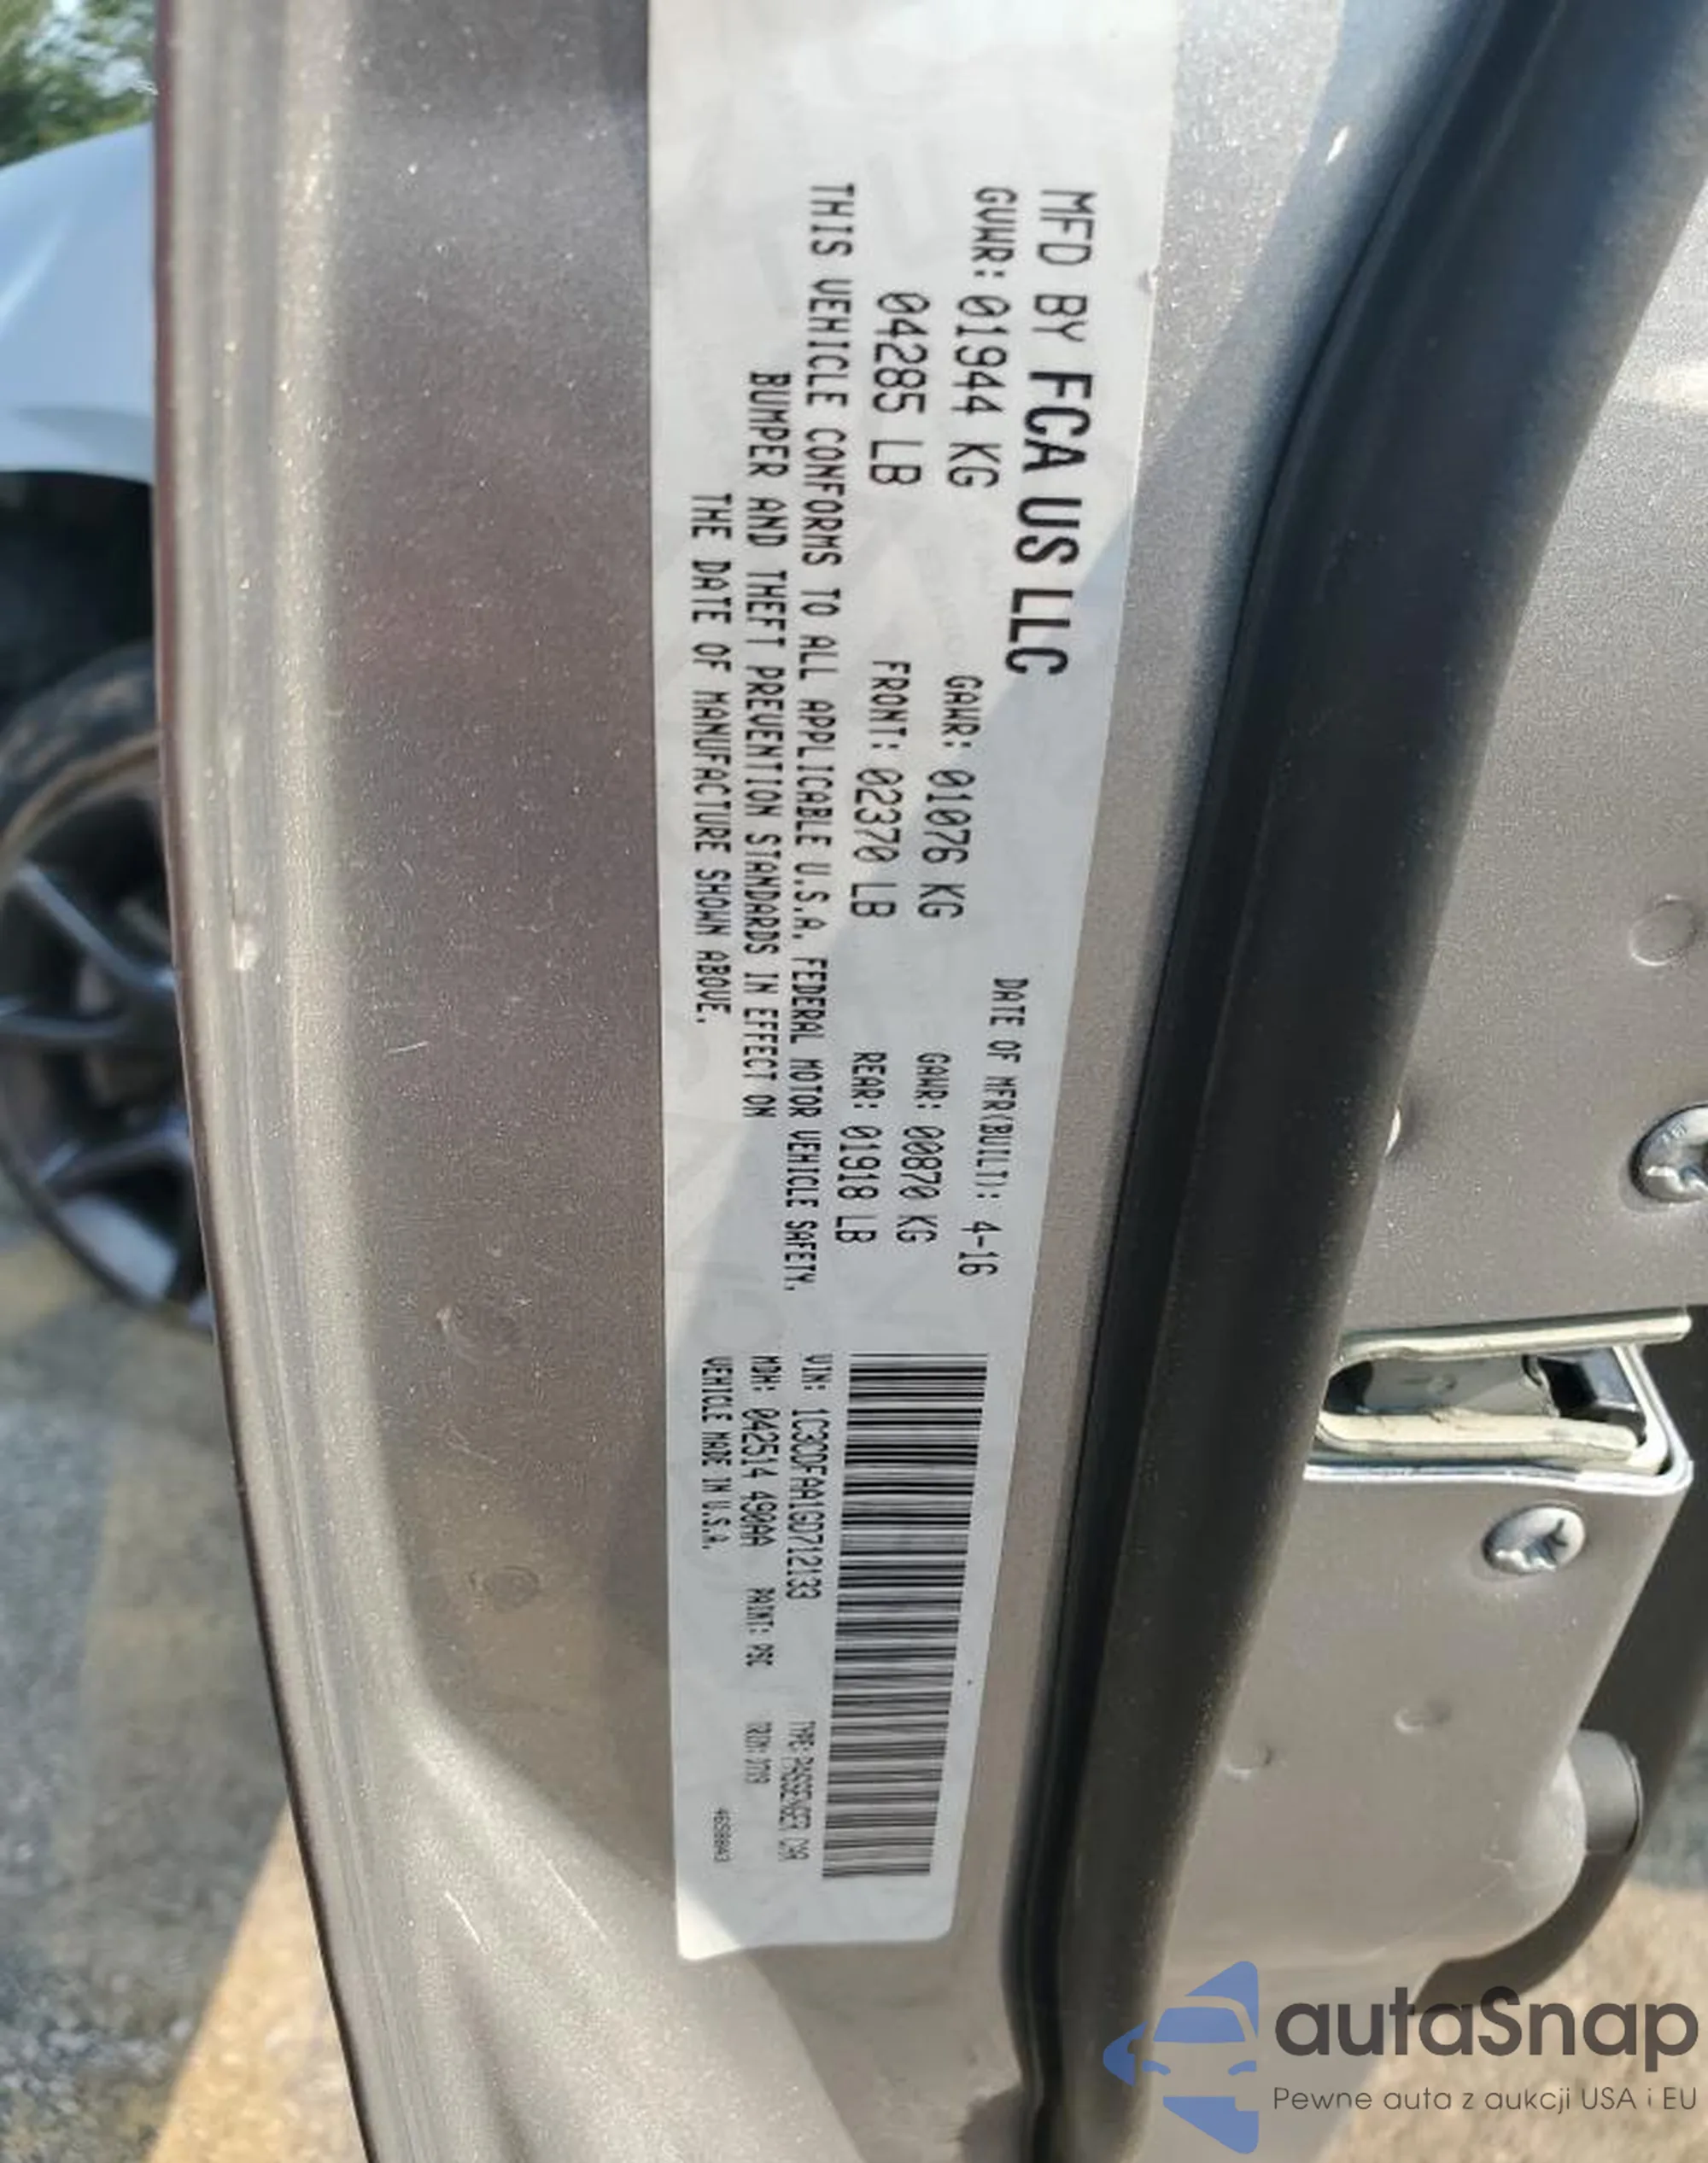 MFD BY FCA US LLC
DATE OF MFR(BUILT): 4-16
GVWR: 01944 KG
04285 LB
GAWR: 01076 KG
FRONT: 02370 LB
GAWR: 00870 KG
REAR: 01918 LB
THIS VEHICLE CONFORMS TO ALL APPLICABLE U.S.A. FEDERAL MOTOR VEHICLE SAFETY,
BUMPER AND THEFT PREVENTION STANDARDS IN EFFECT ON
THE DATE OF MANUFACTURE SHOWN ABOVE.
VIN: 1C3CDFAA1GD712133
TYPE: PASSENGER CAR
MDH: 042514 490AA
PAINT: PSC
TRIM:
VEHICLE MADE IN U.S.A.
autaSnap
Pewne auta z aukcji USA i EU